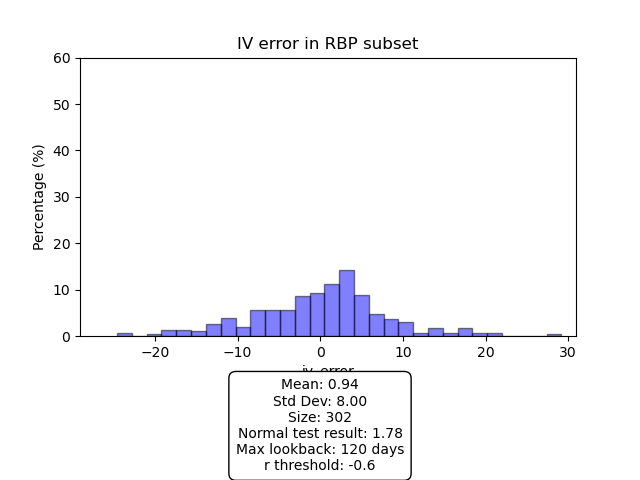 IV error in RBP subset
60
50
40
30
20
10
0
Percentage (%)
−20
−10
0
10
20
30
iv_error
Mean: 0.94
Std Dev: 8.00
Size: 302
Normal test result: 1.78
Max lookback: 120 days
r threshold: -0.6